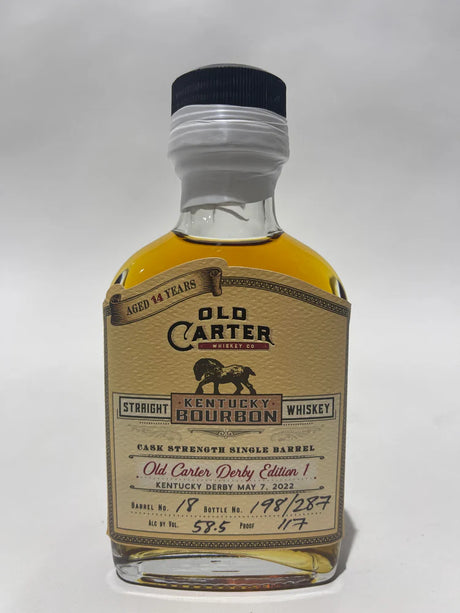 AGED 14 YEARS
OLD
CARTER
WHISKEY CO
STRAIGHT KENTUCKY BOURBON WHISKEY
CASK STRENGTH SINGLE BARREL
Old Carter Derby Edition 1
KENTUCKY DERBY MAY 7, 2022
BARREL NO. 18 BOTTLE NO. 198/287
ALC BY VOL. 58.5 PROOF 117